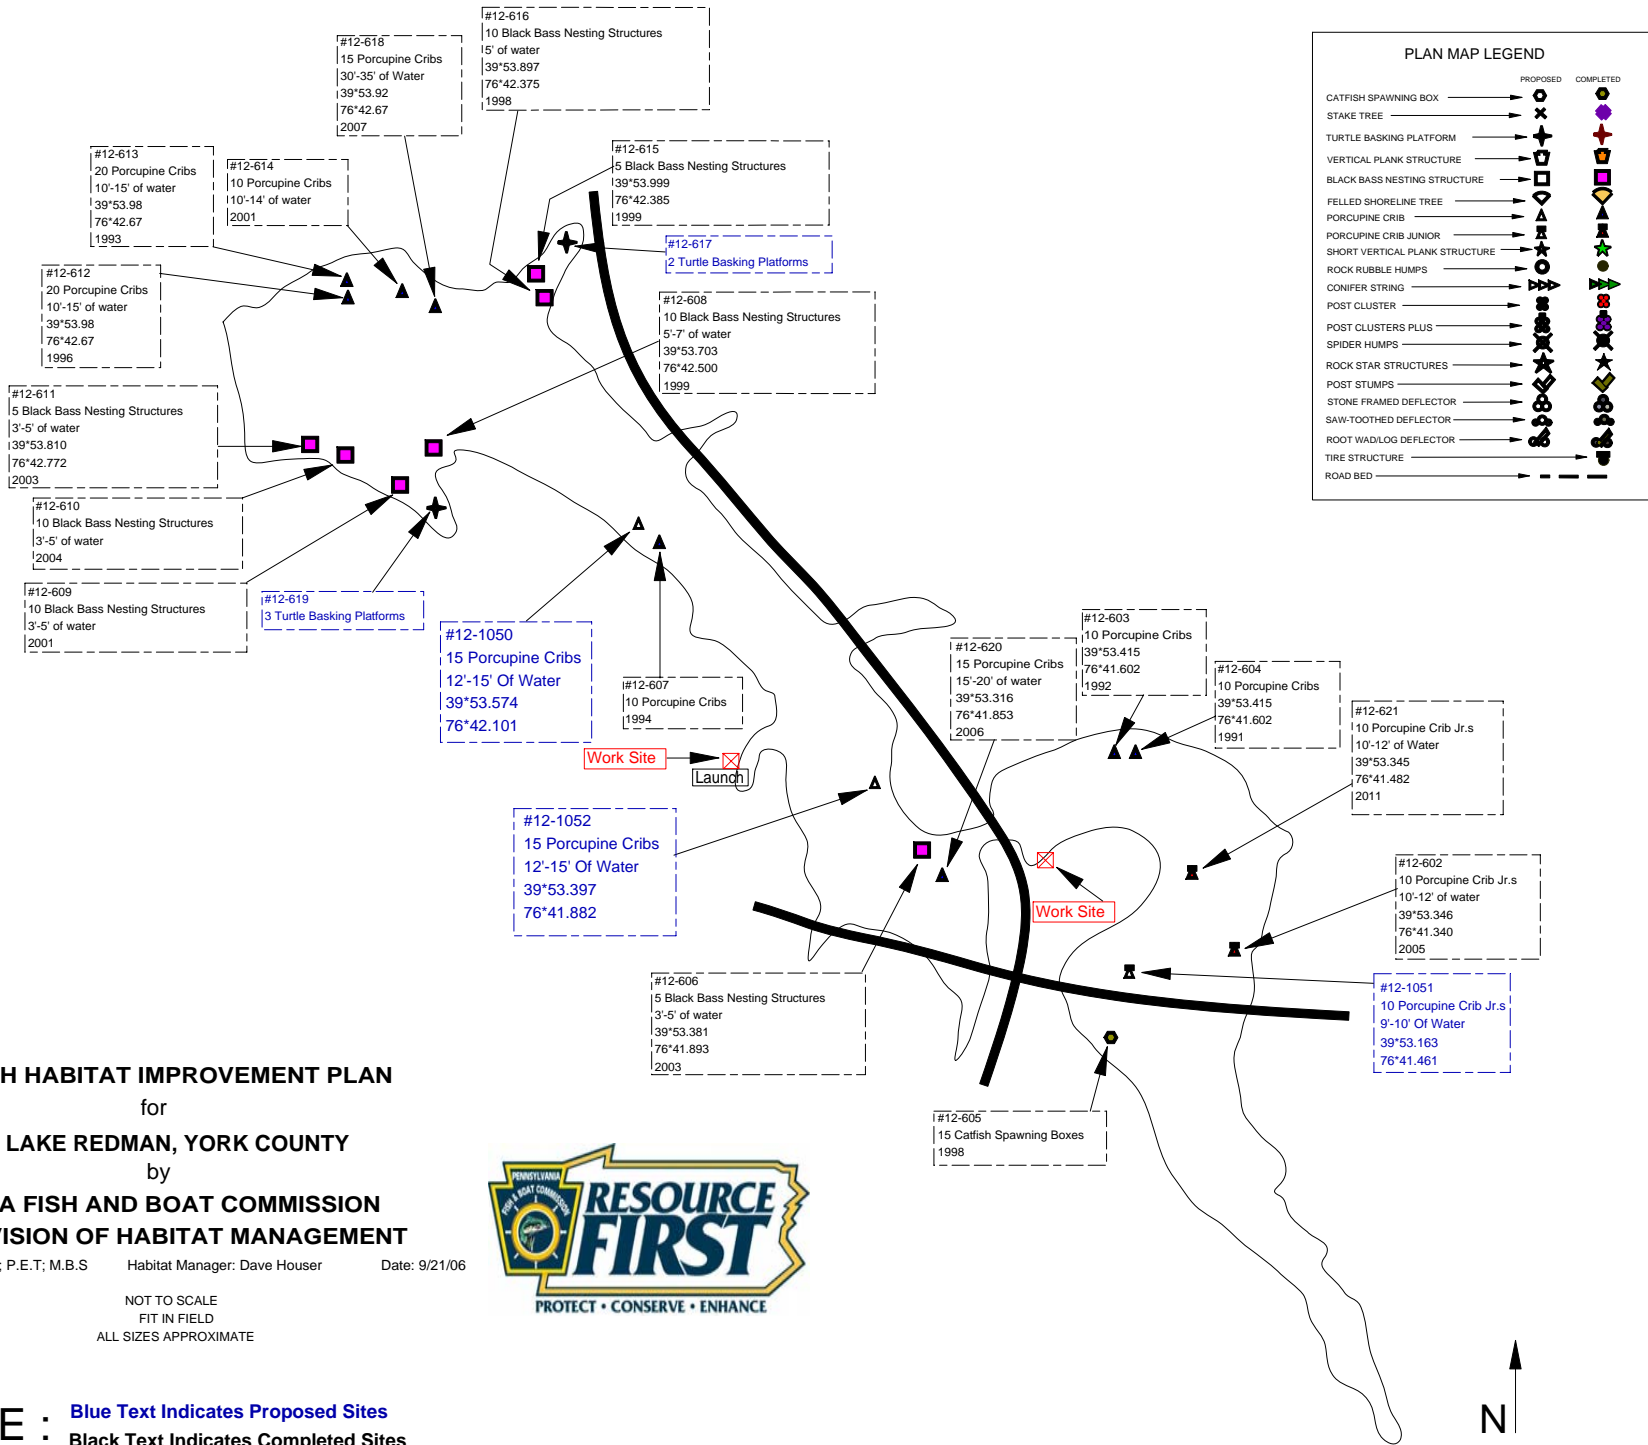 #12-616
10 Black Bass Nesting Structures
5' of water
39*53.897
76*42.375
1998
#12-618
15 Porcupine Cribs
30'-35' of Water
39*53.92
76*42.67
2007
#12-613
20 Porcupine Cribs
10'-15' of water
39*53.98
76*42.67
1993
#12-614
10 Porcupine Cribs
10'-14' of water
2001
#12-615
5 Black Bass Nesting Structures
39*53.999
76*42.385
1999
#12-617
2 Turtle Basking Platforms
#12-612
20 Porcupine Cribs
10'-15' of water
39*53.98
76*42.67
1996
#12-608
10 Black Bass Nesting Structures
5'-7' of water
39*53.703
76*42.500
1999
#12-611
5 Black Bass Nesting Structures
3'-5' of water
39*53.810
76*42.772
2003
#12-610
10 Black Bass Nesting Structures
3'-5' of water
2004
#12-609
10 Black Bass Nesting Structures
3'-5' of water
2001
#12-619
3 Turtle Basking Platforms
#12-1050
15 Porcupine Cribs
12'-15' Of Water
39*53.574
76*42.101
#12-607
10 Porcupine Cribs
1994
Work Site
Launch
#12-1052
15 Porcupine Cribs
12'-15' Of Water
39*53.397
76*41.882
#12-620
15 Porcupine Cribs
15'-20' of water
39*53.316
76*41.853
2006
#12-603
10 Porcupine Cribs
39*53.415
76*41.602
1992
#12-604
10 Porcupine Cribs
39*53.415
76*41.602
1991
#12-621
10 Porcupine Crib Jr.s
10'-12' of Water
39*53.345
76*41.482
2011
#12-602
10 Porcupine Crib Jr.s
10'-12' of water
39*53.346
76*41.340
2005
Work Site
#12-1051
10 Porcupine Crib Jr.s
9'-10' Of Water
39*53.163
76*41.461
#12-606
5 Black Bass Nesting Structures
3'-5' of water
39*53.381
76*41.893
2003
#12-605
15 Catfish Spawning Boxes
1998
PLAN MAP LEGEND
PROPOSED COMPLETED
CATFISH SPAWNING BOX
STAKE TREE
TURTLE BASKING PLATFORM
VERTICAL PLANK STRUCTURE
BLACK BASS NESTING STRUCTURE
FELLED SHORELINE TREE
PORCUPINE CRIB
PORCUPINE CRIB JUNIOR
SHORT VERTICAL PLANK STRUCTURE
ROCK RUBBLE HUMPS
CONIFER STRING
POST CLUSTER
POST CLUSTERS PLUS
SPIDER HUMPS
ROCK STAR STRUCTURES
POST STUMPS
STONE FRAMED DEFLECTOR
SAW-TOOTHED DEFLECTOR
ROOT WAD/LOG DEFLECTOR
TIRE STRUCTURE
ROAD BED
H HABITAT IMPROVEMENT PLAN
for
LAKE REDMAN, YORK COUNTY
by
A FISH AND BOAT COMMISSION
VISION OF HABITAT MANAGEMENT
; P.E.T; M.B.S Habitat Manager: Dave Houser Date: 9/21/06
NOT TO SCALE
FIT IN FIELD
ALL SIZES APPROXIMATE
PENNSYLVANIA
FISH & BOAT COMMISSION
RESOURCE
FIRST
PROTECT • CONSERVE • ENHANCE
E : Blue Text Indicates Proposed Sites
Black Text Indicates Completed Sites
N